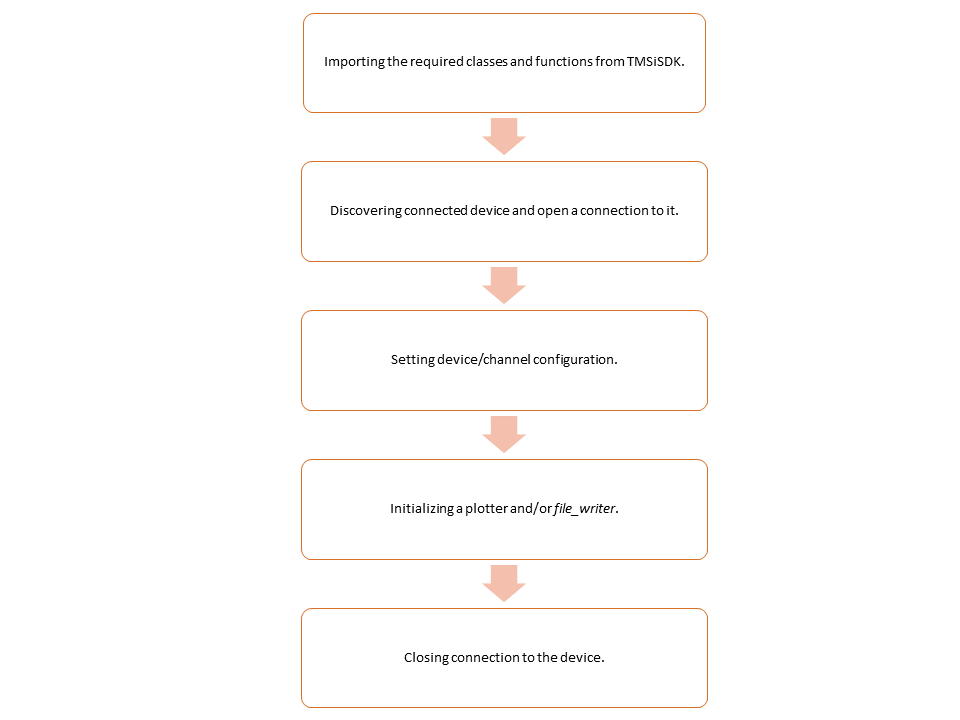 Importing the required classes and functions from TMSiSDK.
Discovering connected device and open a connection to it.
Setting device/channel configuration.
Initializing a plotter and/or file_writer.
Closing connection to the device.